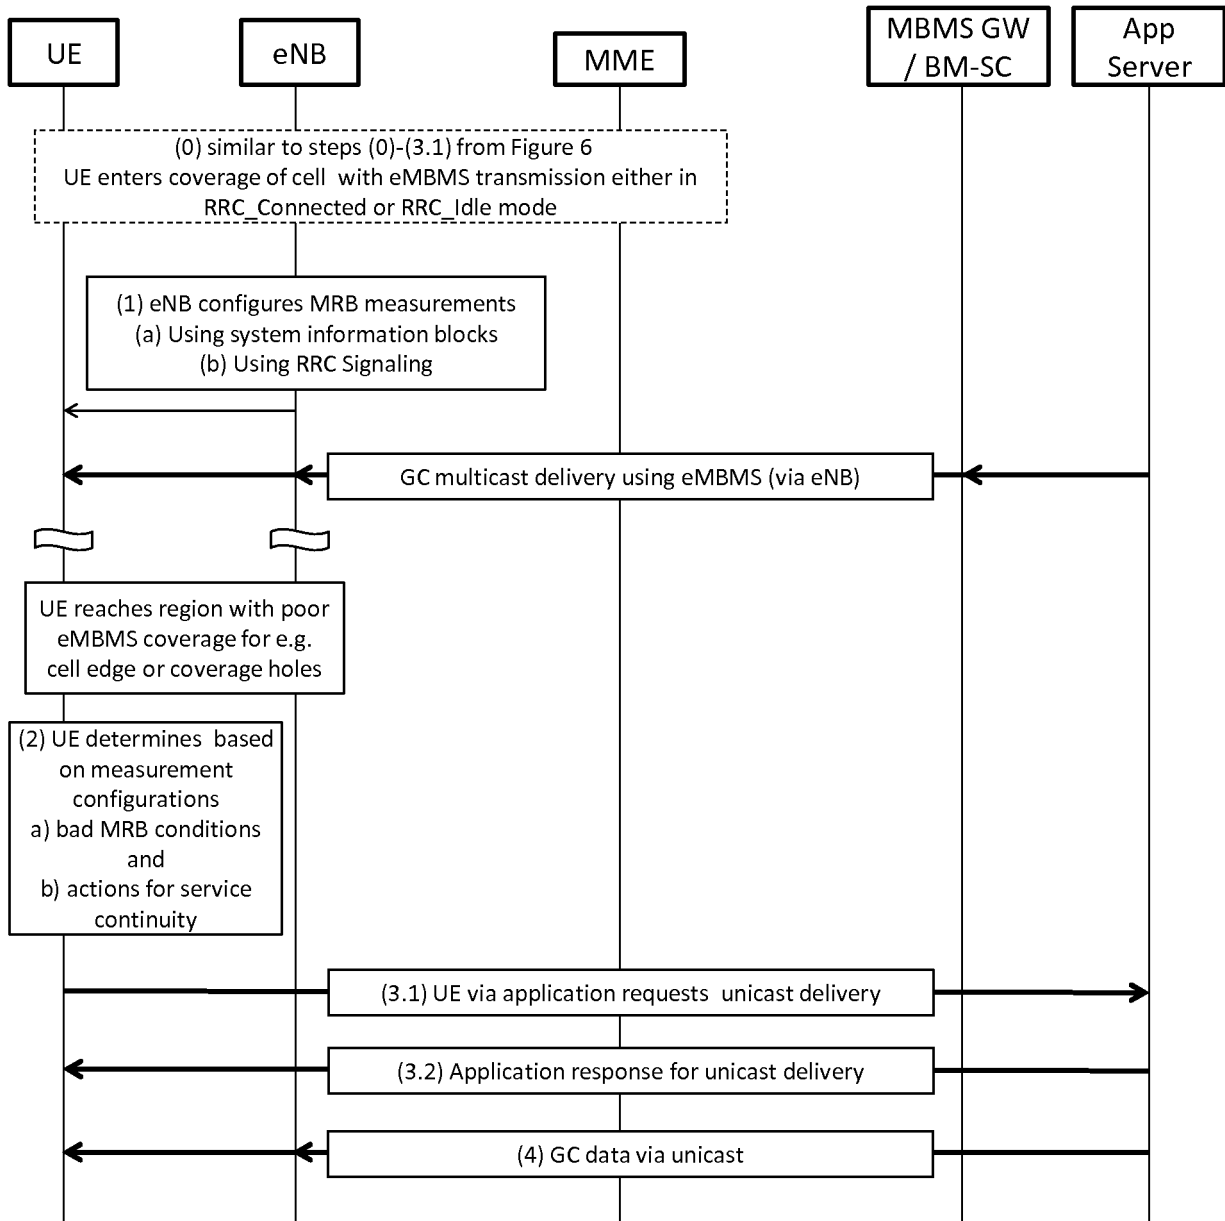 UE
eNB
MME
MBMS GW
/ BM-SC
App
Server
(0) similar to steps (0)-(3.1) from Figure 6
UE enters coverage of cell with eMBMS transmission either in
RRC_Connected or RRC_Idle mode
(1) eNB configures MRB measurements
(a) Using system information blocks
(b) Using RRC Signaling
GC multicast delivery using eMBMS (via eNB)
UE reaches region with poor
eMBMS coverage for e.g.
cell edge or coverage holes
(2) UE determines based
on measurement
configurations
a) bad MRB conditions
and
b) actions for service
continuity
(3.1) UE via application requests unicast delivery
(3.2) Application response for unicast delivery
(4) GC data via unicast